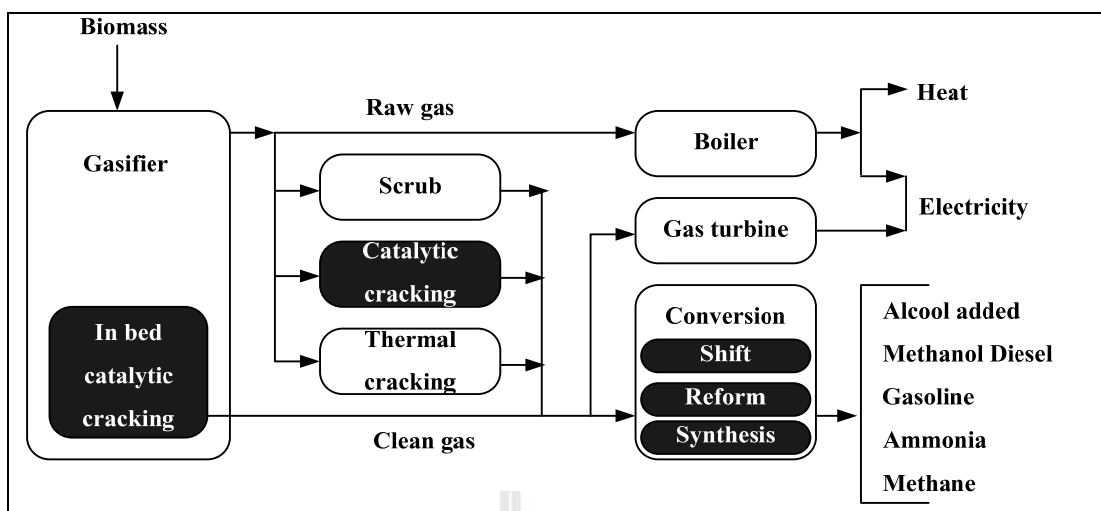 Biomass
Gasifier
In bed
catalytic
cracking
Raw gas
Scrub
Catalytic
cracking
Thermal
cracking
Clean gas
Boiler
Gas turbine
Conversion
Shift
Reform
Synthesis
Heat
Electricity
Alcool added
Methanol Diesel
Gasoline
Ammonia
Methane